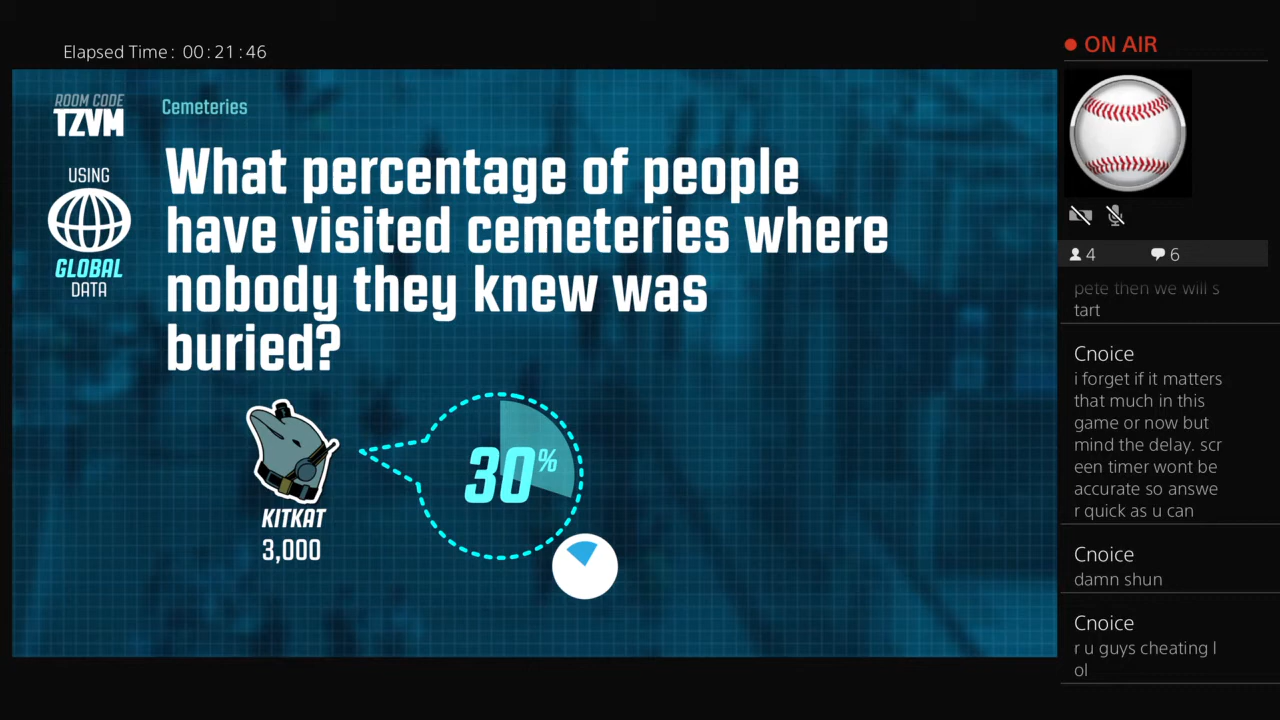 Elapsed Time: 00:21:46
ROOM CODE
TZVM
USING
GLOBAL
DATA
Cemeteries
What percentage of people
have visited cemeteries where
nobody they knew was
buried?
30%
KITKAT
3,000
ON AIR
4
6
pete then we will s
tart
Cnoice
i forget if it matters
that much in this
game or now but
mind the delay. scr
een timer wont be
accurate so answe
r quick as u can
Cnoice
damn shun
Cnoice
r u guys cheating l
ol